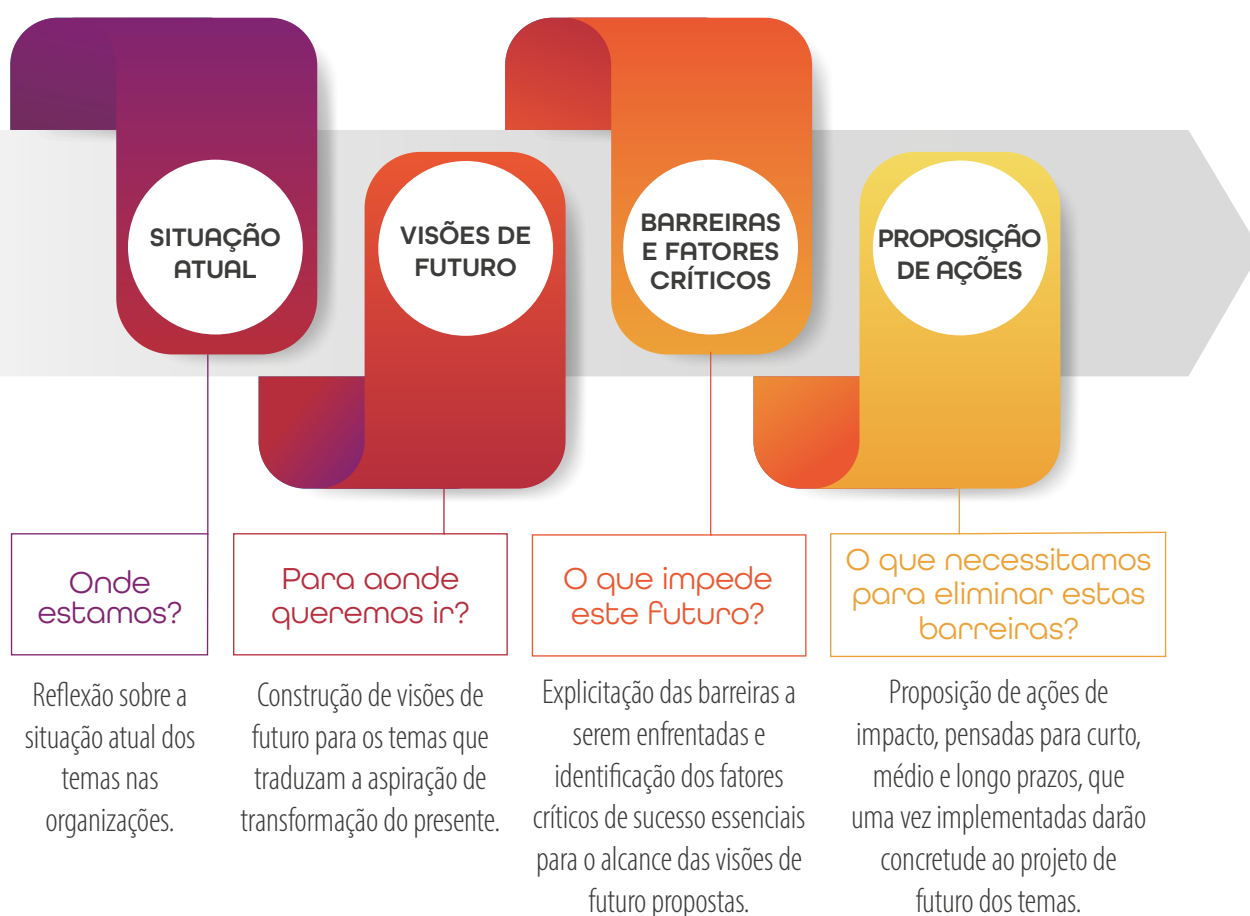 SITUAÇÃO
ATUAL
VISÕES DE
FUTURO
BARREIRAS
E FATORES
CRÍTICOS
PROPOSIÇÃO
DE AÇÕES
Onde
estamos?
Reflexão sobre a
situação atual dos
temas nas
organizações.
Para aonde
queremos ir?
Construção de visões de
futuro para os temas que
traduzam a aspiração de
transformação do presente.
O que impede
este futuro?
Explicitação das barreiras a
serem enfrentadas e
identificação dos fatores
críticos de sucesso essenciais
para o alcance das visões de
futuro propostas.
O que necessitamos
para eliminar estas
barreiras?
Proposição de ações de
impacto, pensadas para curto,
médio e longo prazos, que
uma vez implementadas darão
concretude ao projeto de
futuro dos temas.